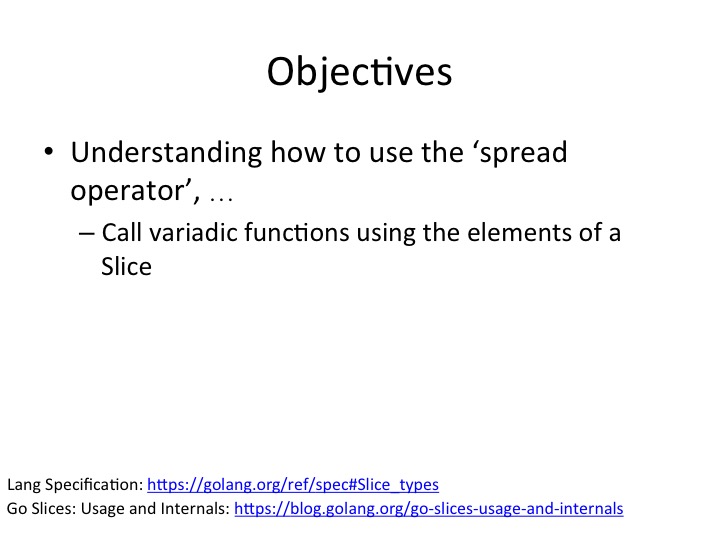 Objectives
• Understanding how to use the ‘spread
operator’, ...
– Call variadic functions using the elements of a
Slice
Lang Specification: https://golang.org/ref/spec#Slice_types
Go Slices: Usage and Internals: https://blog.golang.org/go-slices-usage-and-internals